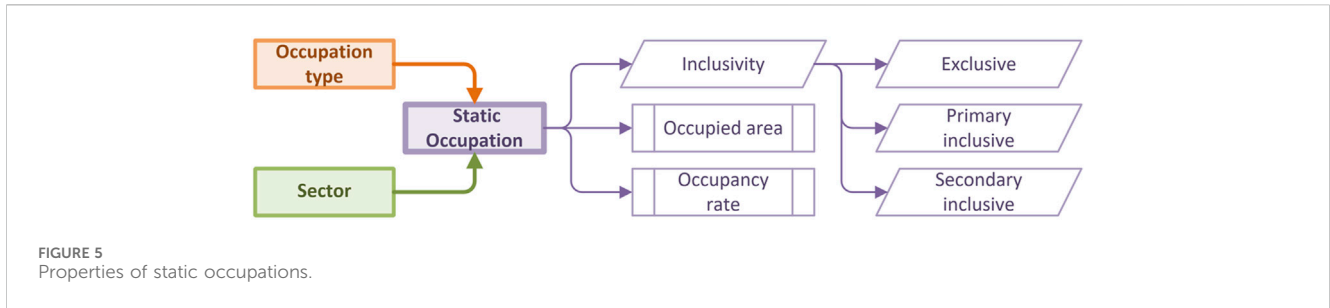 Occupation
type
Inclusivity
Exclusive
Static
Occupation
Occupied area
Primary
inclusive
Sector
Occupancy
rate
Secondary
inclusive
FIGURE 5
Properties of static occupations.